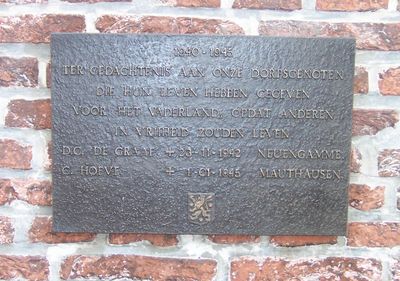 1940 - 1945
TER GEDACHTENIS AAN ONZE DORPSGENOTEN
DIE HUN LEVEN HEBBEN GEGEVEN
VOOR HET VADERLAND, OPDAT ANDEREN
IN VRIJHEID ZOUDEN LEVEN
D.C. DE GRAAF + 23-11-1942 NEUENGAMME.
C. HOEVE + 1-01-1945 MAUTHAUSEN.